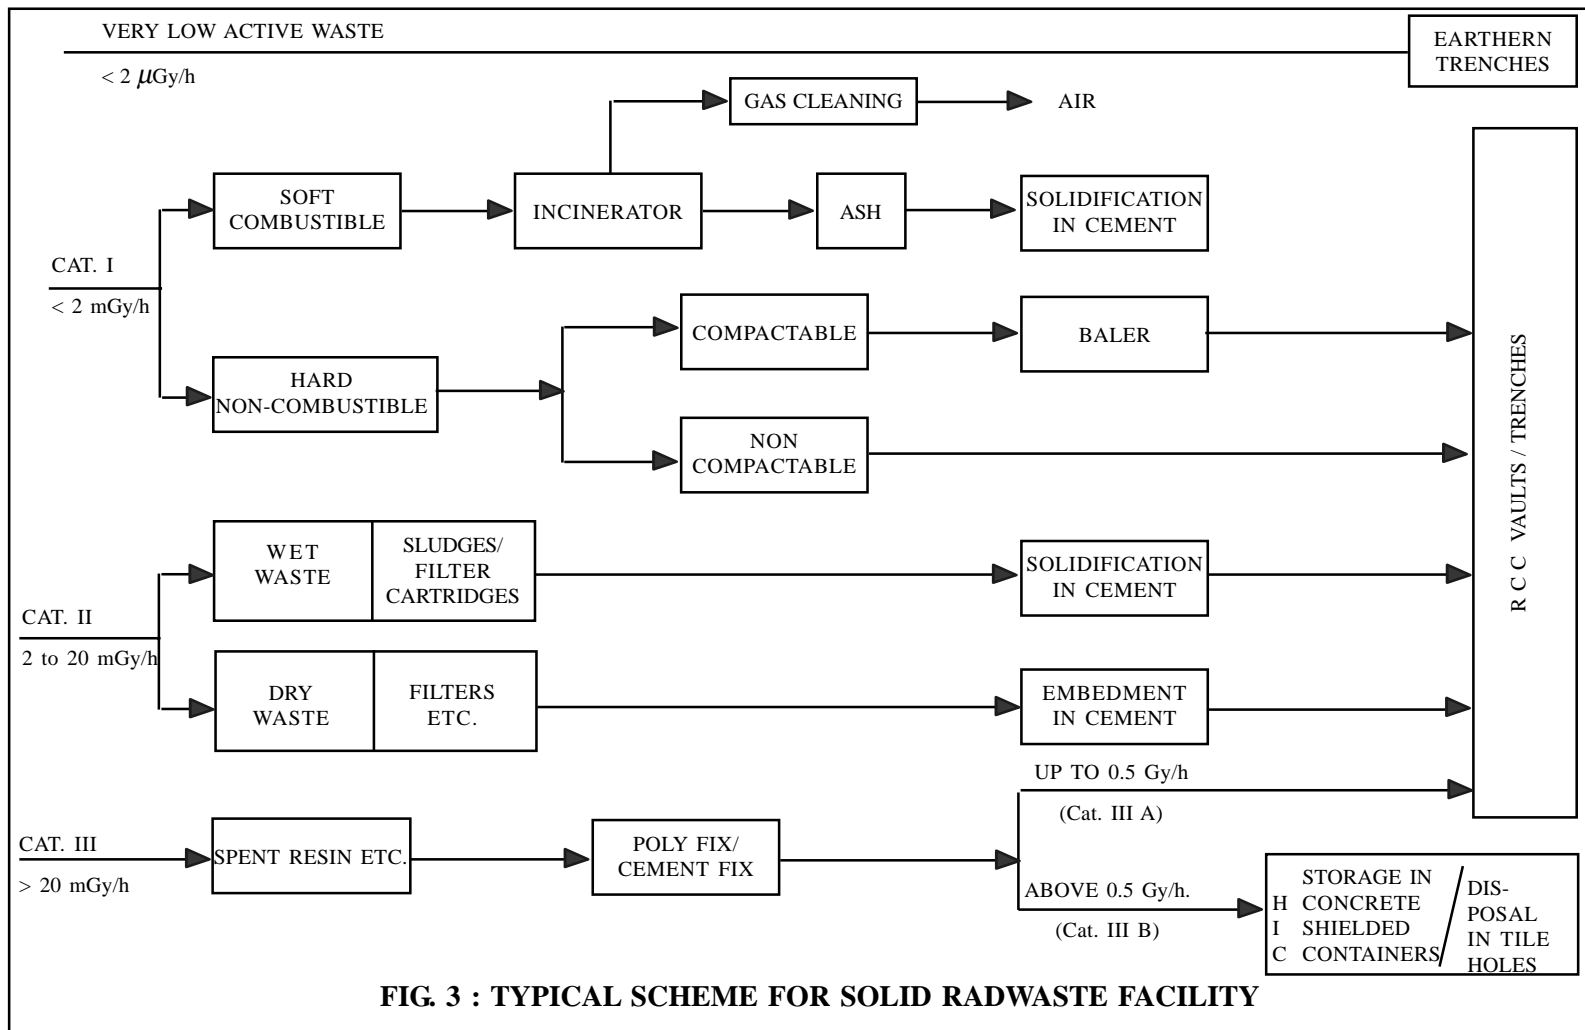 VERY LOW ACTIVE WASTE
< 2 μGy/h
EARTHERN
TRENCHES
GAS CLEANING
AIR
SOFT
COMBUSTIBLE
INCINERATOR
ASH
SOLIDIFICATION
IN CEMENT
CAT. I
< 2 mGy/h
COMPACTABLE
BALER
HARD
NON-COMBUSTIBLE
NON
COMPACTABLE
R C C VAULTS / TRENCHES
WET
WASTE
SLUDGES/
FILTER
CARTRIDGES
SOLIDIFICATION
IN CEMENT
CAT. II
2 to 20 mGy/h
DRY
WASTE
FILTERS
ETC.
EMBEDMENT
IN CEMENT
UP TO 0.5 Gy/h
(Cat. III A)
CAT. III
> 20 mGy/h
SPENT RESIN ETC.
POLY FIX/
CEMENT FIX
ABOVE 0.5 Gy/h.
(Cat. III B)
STORAGE IN
H CONCRETE
I SHIELDED
C CONTAINERS/
DIS-
POSAL
IN TILE
HOLES
FIG. 3 : TYPICAL SCHEME FOR SOLID RADWASTE FACILITY